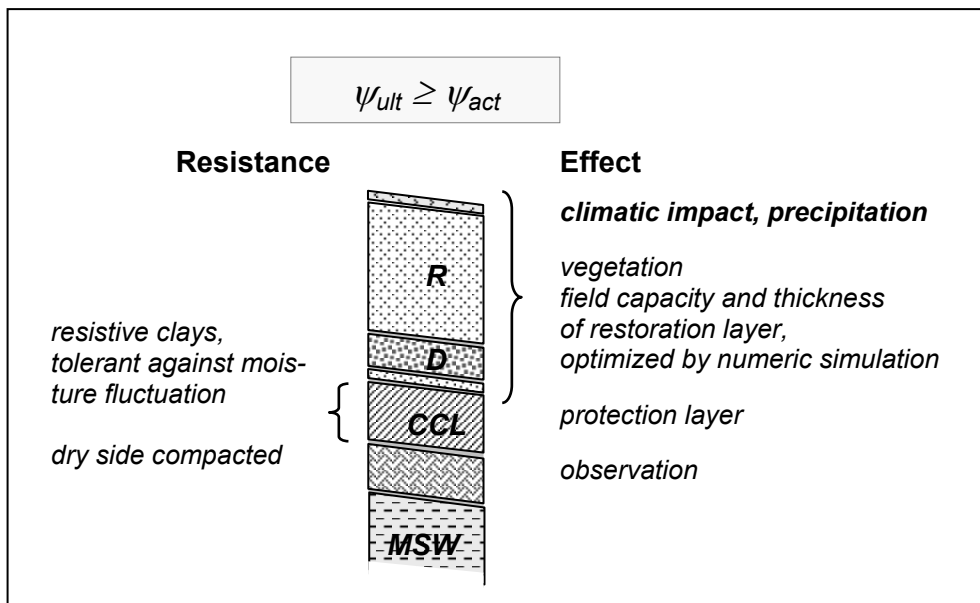 ψult ≥ ψact
Resistance
Effect
climatic impact, precipitation
vegetation
field capacity and thickness
of restoration layer,
optimized by numeric simulation
protection layer
observation
resistive clays,
tolerant against mois-
ture fluctuation
dry side compacted
R
D
CCL
MSW